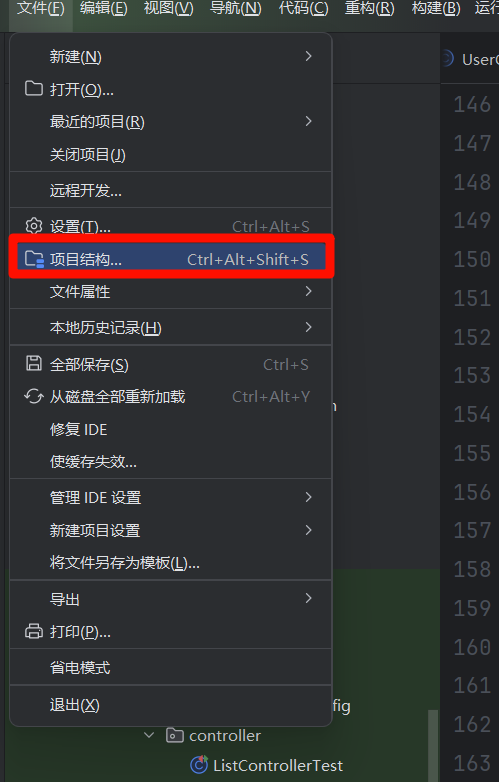 文件(F) 编辑(E) 视图(V) 导航(N) 代码(C) 重构(R) 构建(B) 运行
新建(N)
打开(O)...
最近的项目(R)
关闭项目(J)
远程开发...
设置(T)... Ctrl+Alt+S
项目结构... Ctrl+Alt+Shift+S
文件属性
本地历史记录(H)
全部保存(S) Ctrl+S
从磁盘全部重新加载 Ctrl+Alt+Y
修复 IDE
使缓存失效...
管理 IDE 设置
新建项目设置
将文件另存为模板(L)...
导出
打印(P)...
省电模式
退出(X)
fig
controller
ListControllerTest
146
147
148
149
150
151
152
153
154
155
156
157
158
159
160
161
162
163